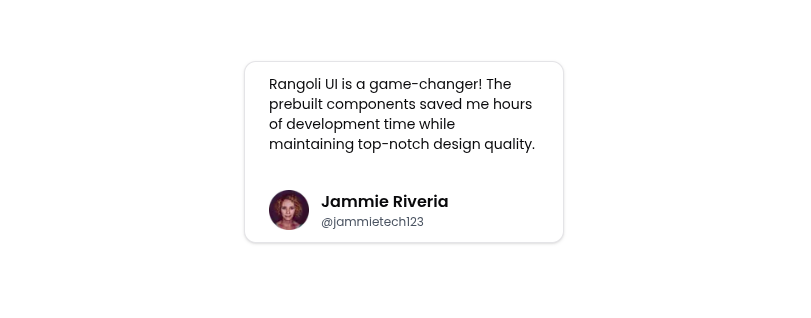 Rangoli UI is a game-changer! The
prebuilt components saved me hours
of development time while
maintaining top-notch design quality.
Jammie Riveria
@jammietech123